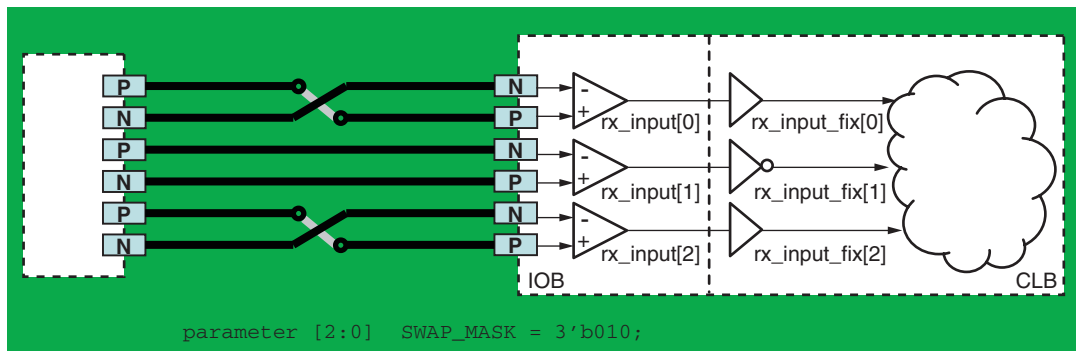 P N - rx_input[0] rx_input_fix[0]
N P +
P N - rx_input[1] rx_input_fix[1]
N P +
P N - rx_input[2] rx_input_fix[2]
N P +
IOB CLB
parameter [2:0] SWAP_MASK = 3'b010;